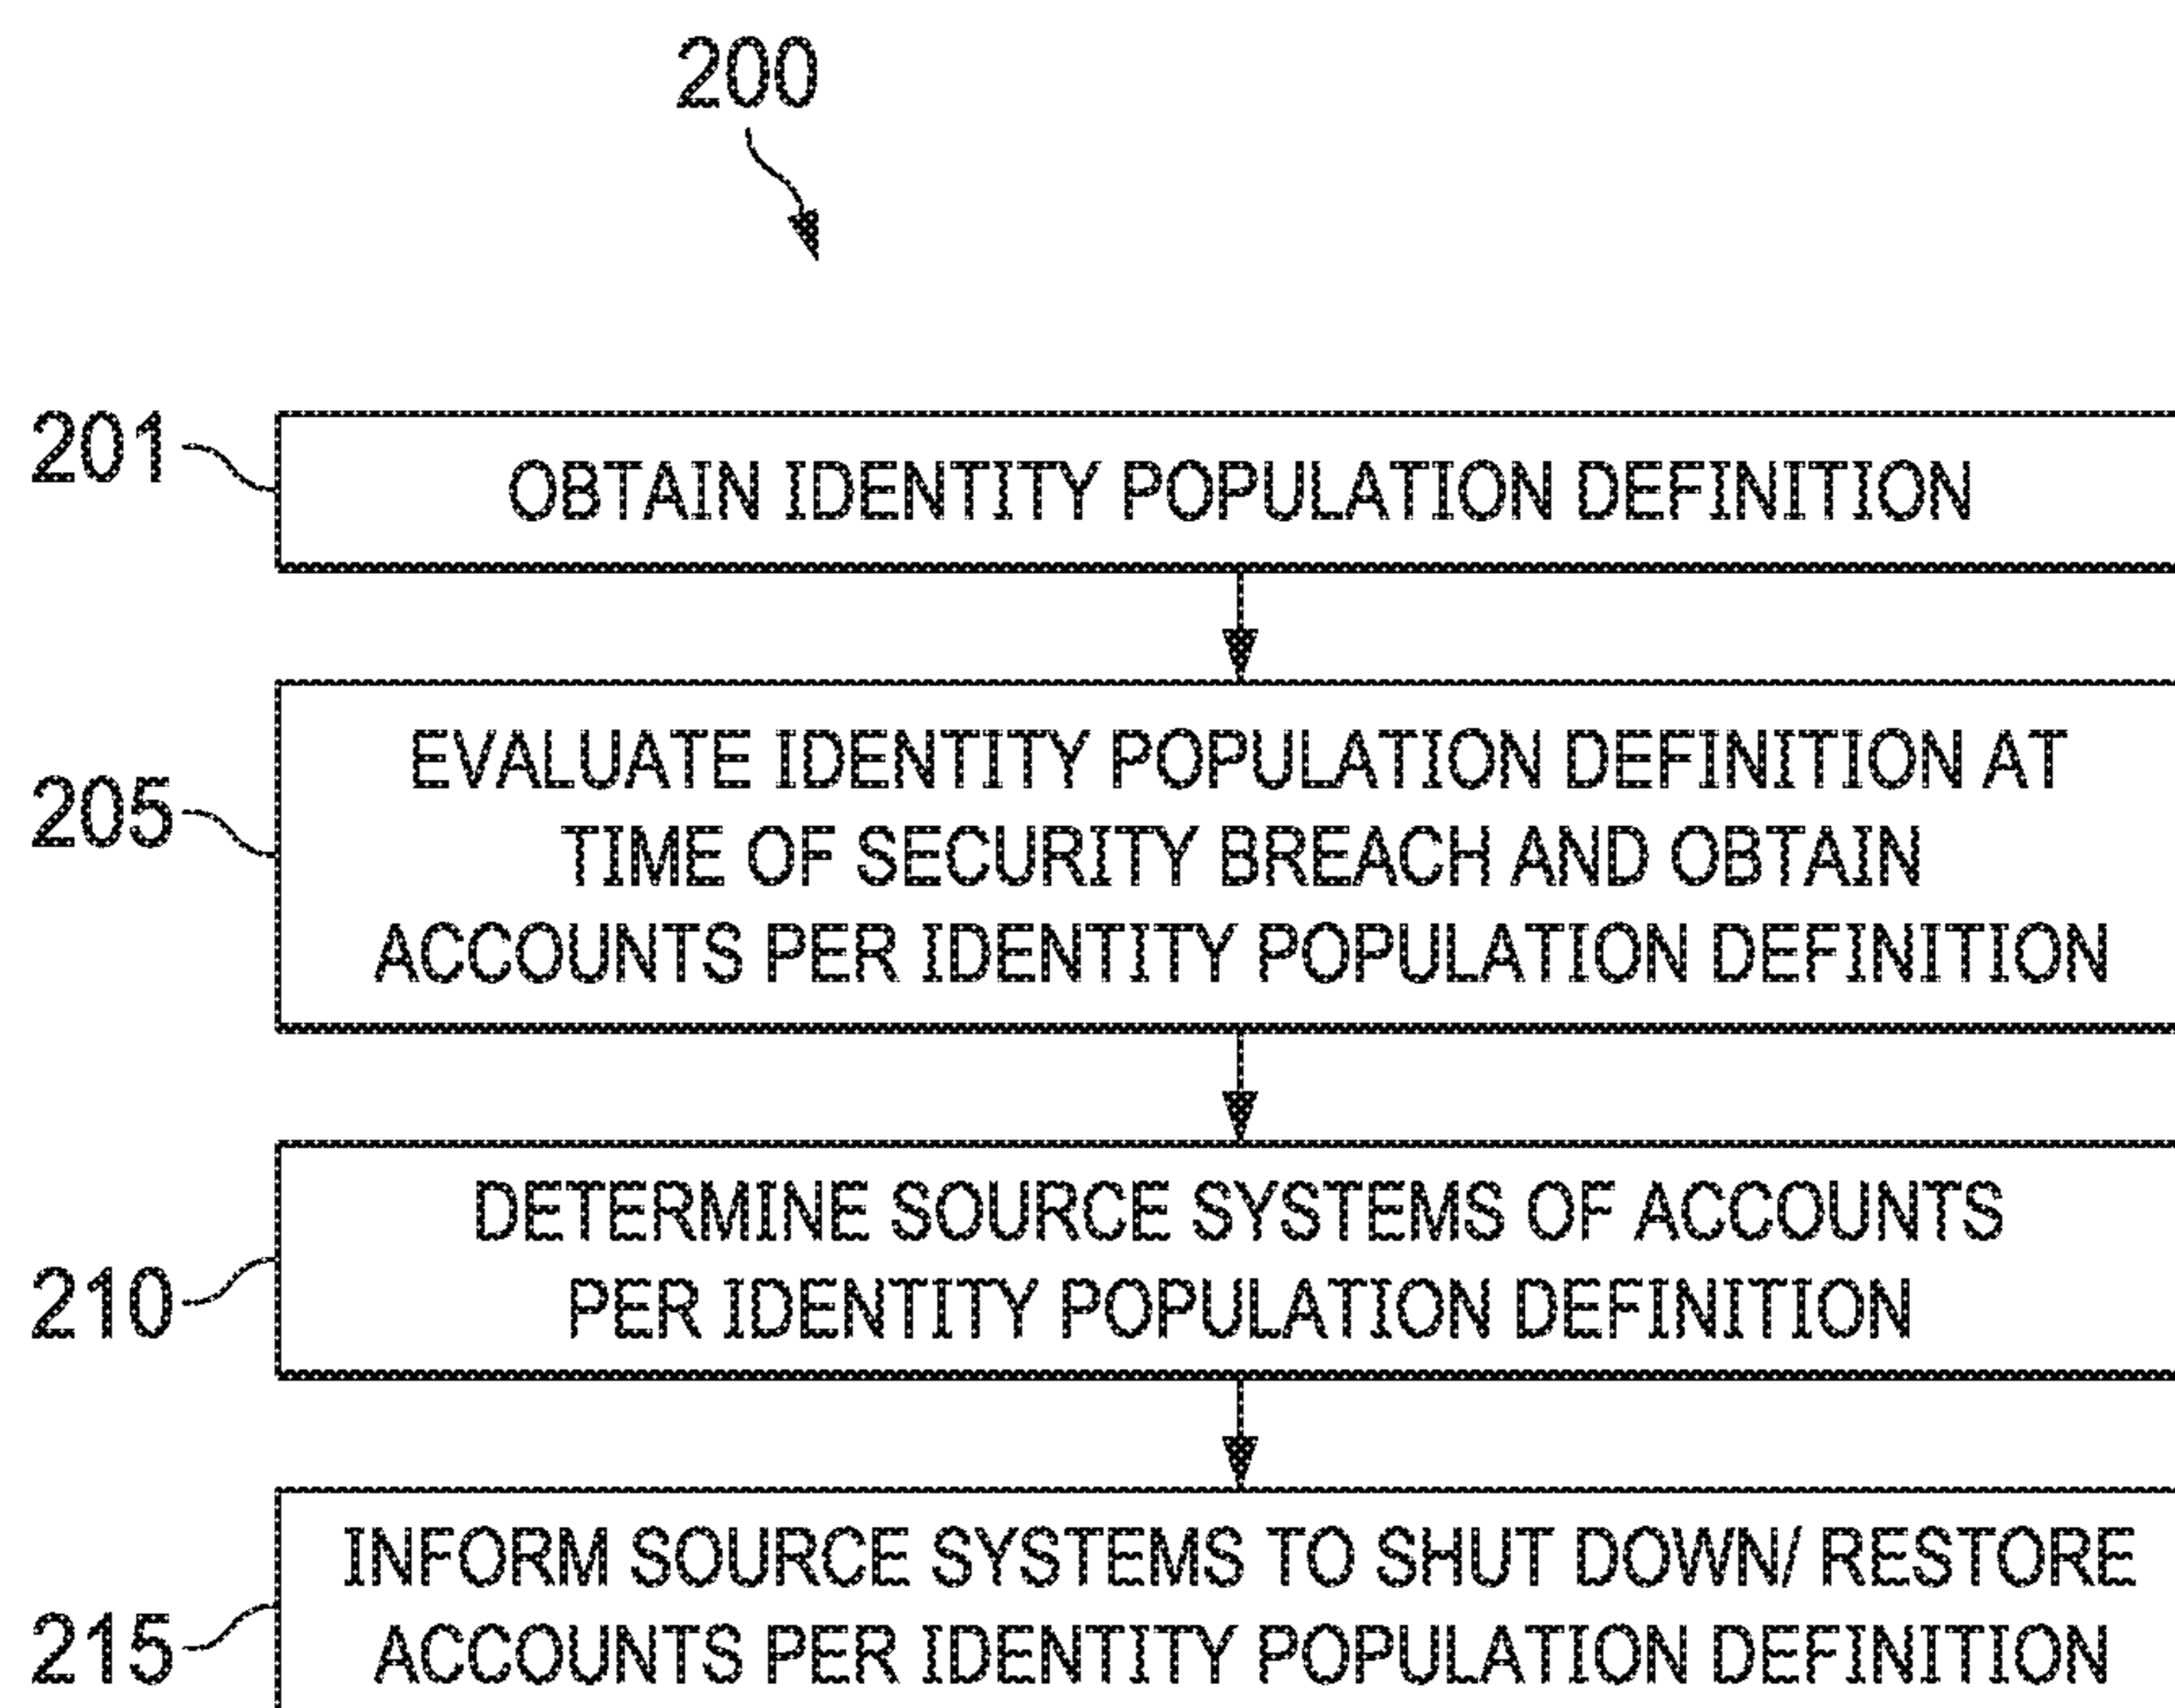 200
201
OBTAIN IDENTITY POPULATION DEFINITION
205
EVALUATE IDENTITY POPULATION DEFINITION AT
TIME OF SECURITY BREACH AND OBTAIN
ACCOUNTS PER IDENTITY POPULATION DEFINITION
210
DETERMINE SOURCE SYSTEMS OF ACCOUNTS
PER IDENTITY POPULATION DEFINITION
215
INFORM SOURCE SYSTEMS TO SHUT DOWN/ RESTORE
ACCOUNTS PER IDENTITY POPULATION DEFINITION